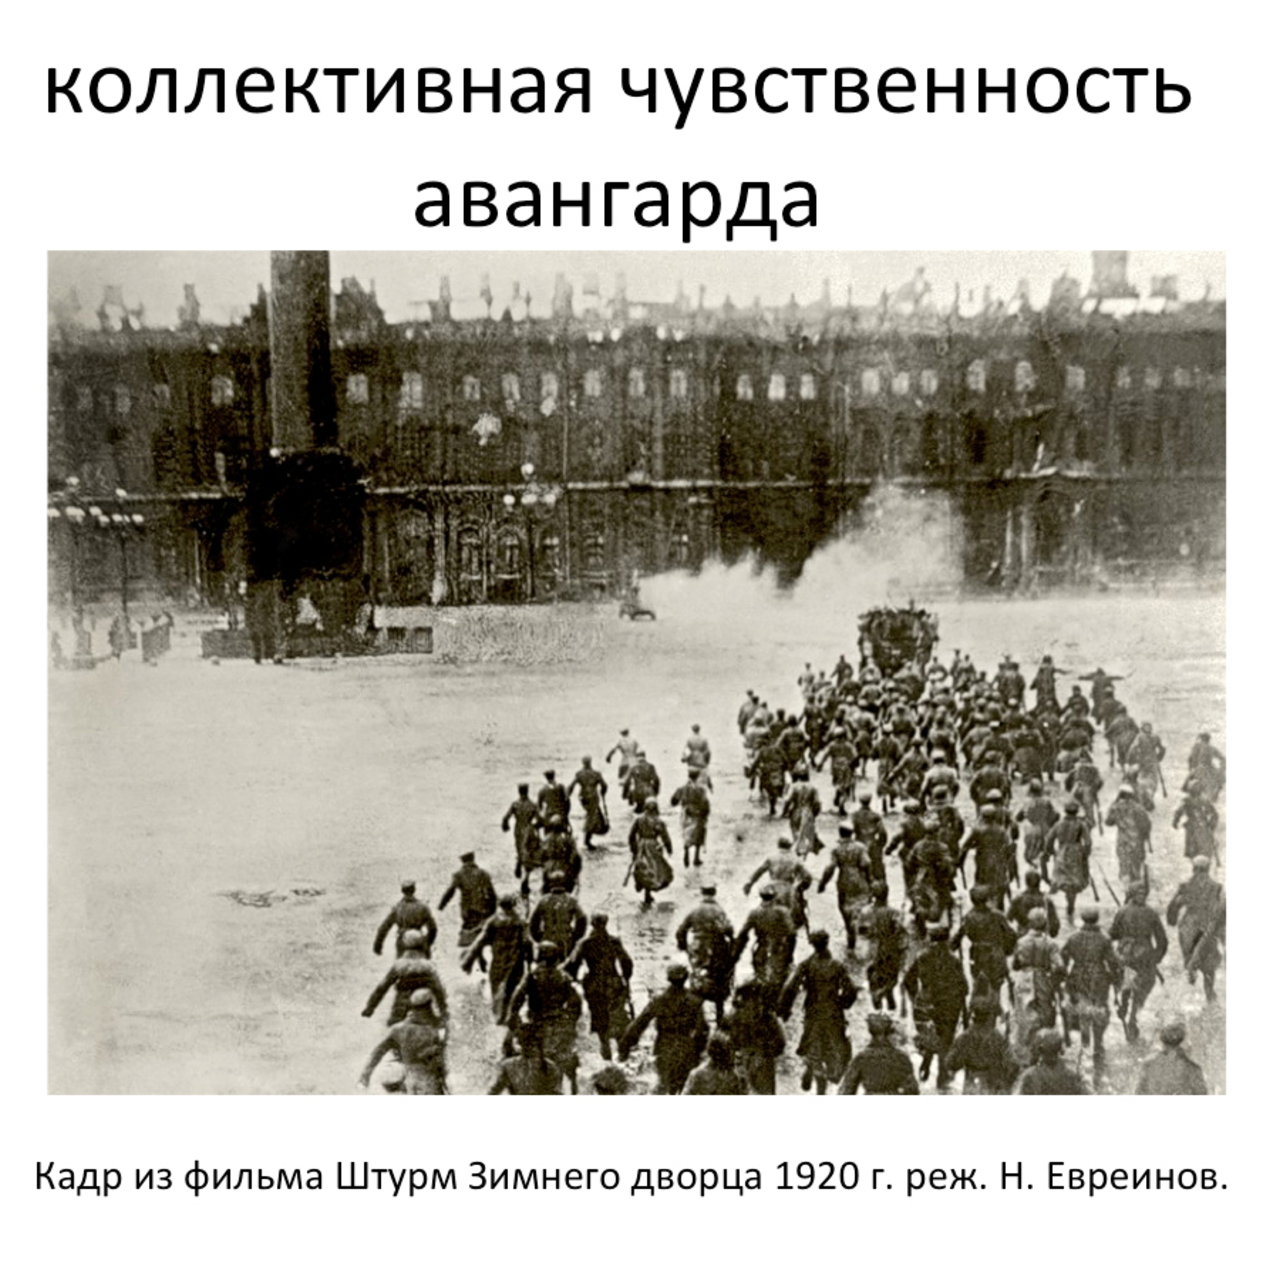 коллективная чувственность
авангарда
Кадр из фильма Штурм Зимнего дворца 1920 г. реж. Н. Евреинов.